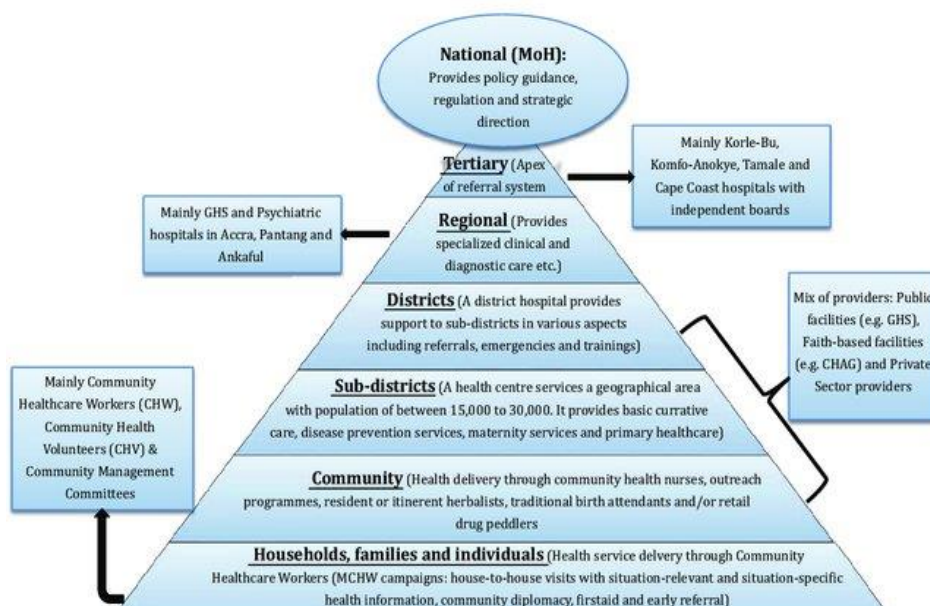 National (MoH):
Provides policy guidance,
regulation and strategic
direction
Tertiary (Apex
of referral system
Mainly Korle-Bu,
Komfo-Anokye, Tamale and
Cape Coast hospitals with
independent boards
Mainly GHS and Psychiatric
hospitals in Accra, Pantang and
Ankaful
Regional (Provides
specialized clinical and
diagnostic care etc.)
Districts (A district hospital provides
support to sub-districts in various aspects
including referrals, emergencies and trainings)
Mix of providers: Public
facilities (e.g. GHS),
Faith-based facilities
(e.g. CHAG) and Private
Sector providers
Mainly Community
Healthcare Workers (CHW),
Community Health
Volunteers (CHV) &
Community Management
Committees
Sub-districts (A health centre services a geographical area
with population of between 15,000 to 30,000. It provides basic currative
care, disease prevention services, maternity services and primary healthcare)
Community (Health delivery through community health nurses, outreach
programmes, resident or itinerent herbalists, traditional birth attendants and/or retail
drug peddlers
Households, families and individuals (Health service delivery through Community
Healthcare Workers (MCHW campaigns: house-to-house visits with situation-relevant and situation-specific
health information, community diplomacy, firstaid and early referral)